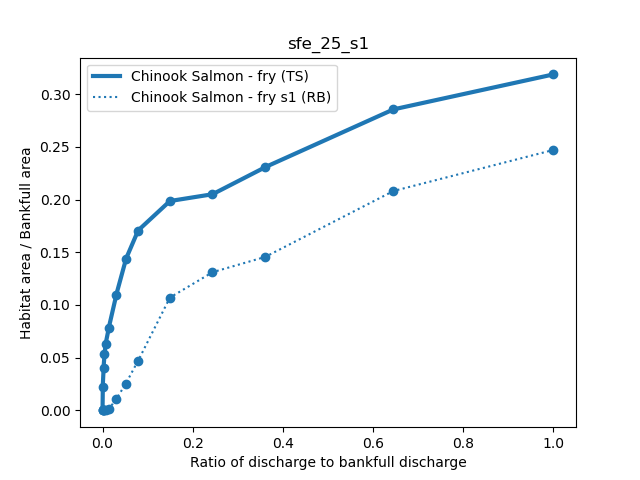 sfe_25_s1
Chinook Salmon - fry (TS)
Chinook Salmon - fry s1 (RB)
Habitat area / Bankfull area
0.30
0.25
0.20
0.15
0.10
0.05
0.00
0.0 0.2 0.4 0.6 0.8 1.0
Ratio of discharge to bankfull discharge